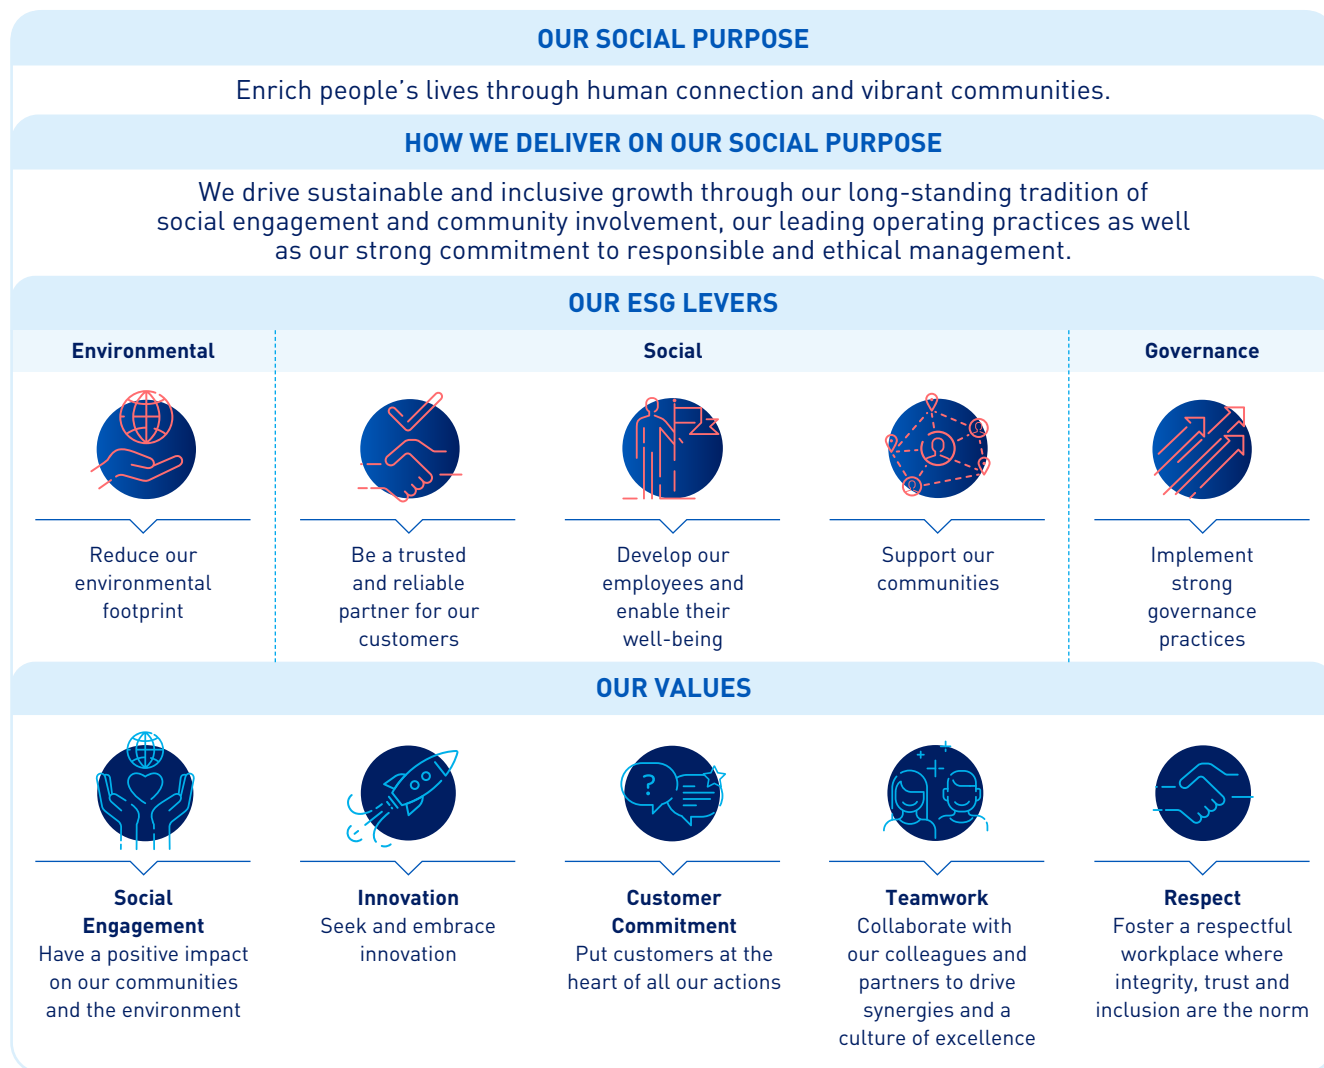 OUR SOCIAL PURPOSE
Enrich people’s lives through human connection and vibrant communities.
HOW WE DELIVER ON OUR SOCIAL PURPOSE
We drive sustainable and inclusive growth through our long-standing tradition of
social engagement and community involvement, our leading operating practices as well
as our strong commitment to responsible and ethical management.
OUR ESG LEVERS
Environmental
Social
Governance
Reduce our
environmental
footprint
Be a trusted
and reliable
partner for our
customers
Develop our
employees and
enable their
well-being
Support our
communities
Implement
strong
governance
practices
OUR VALUES
?
Social
Engagement
Have a positive impact
on our communities
and the environment
Innovation
Seek and embrace
innovation
Customer
Commitment
Put customers at the
heart of all our actions
Teamwork
Collaborate with
our colleagues and
partners to drive
synergies and a
culture of excellence
Respect
Foster a respectful
workplace where
integrity, trust and
inclusion are the norm